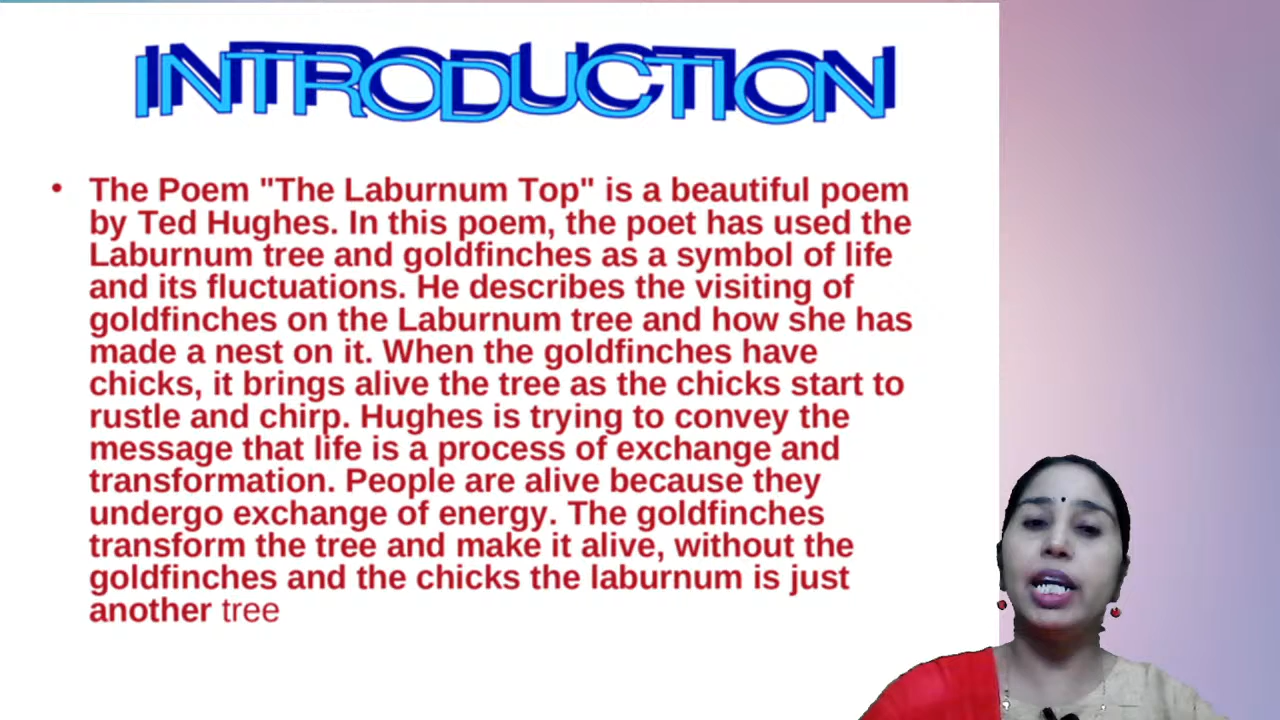 INTRODUCTION
• The Poem "The Laburnum Top" is a beautiful poem
by Ted Hughes. In this poem, the poet has used the
Laburnum tree and goldfinches as a symbol of life
and its fluctuations. He describes the visiting of
goldfinches on the Laburnum tree and how she has
made a nest on it. When the goldfinches have
chicks, it brings alive the tree as the chicks start to
rustle and chirp. Hughes is trying to convey the
message that life is a process of exchange and
transformation. People are alive because they
undergo exchange of energy. The goldfinches
transform the tree and make it alive, without the
goldfinches and the chicks the laburnum is just
another tree